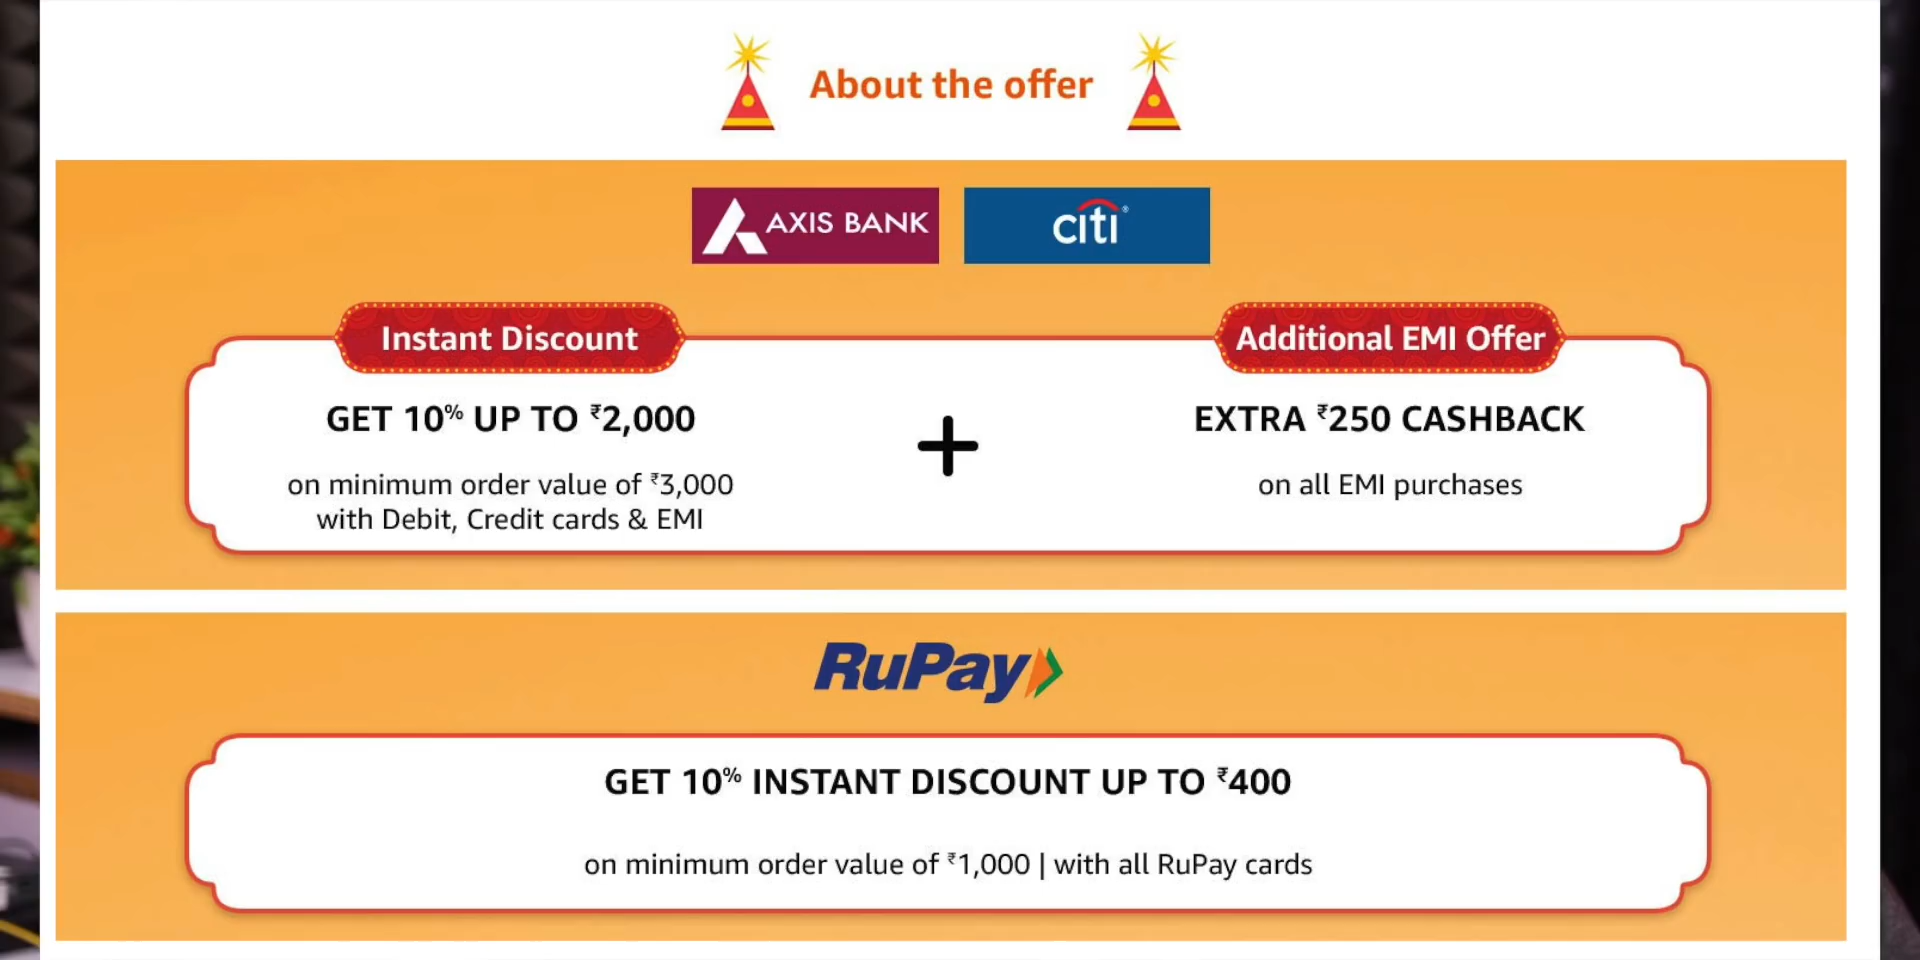 About the offer
AXIS BANK
citi®
Instant Discount
Additional EMI Offer
GET 10% UP TO ₹2,000
EXTRA ₹250 CASHBACK
+
on minimum order value of ₹3,000
with Debit, Credit cards & EMI
on all EMI purchases
RuPay
GET 10% INSTANT DISCOUNT UP TO ₹400
on minimum order value of ₹1,000 | with all RuPay cards